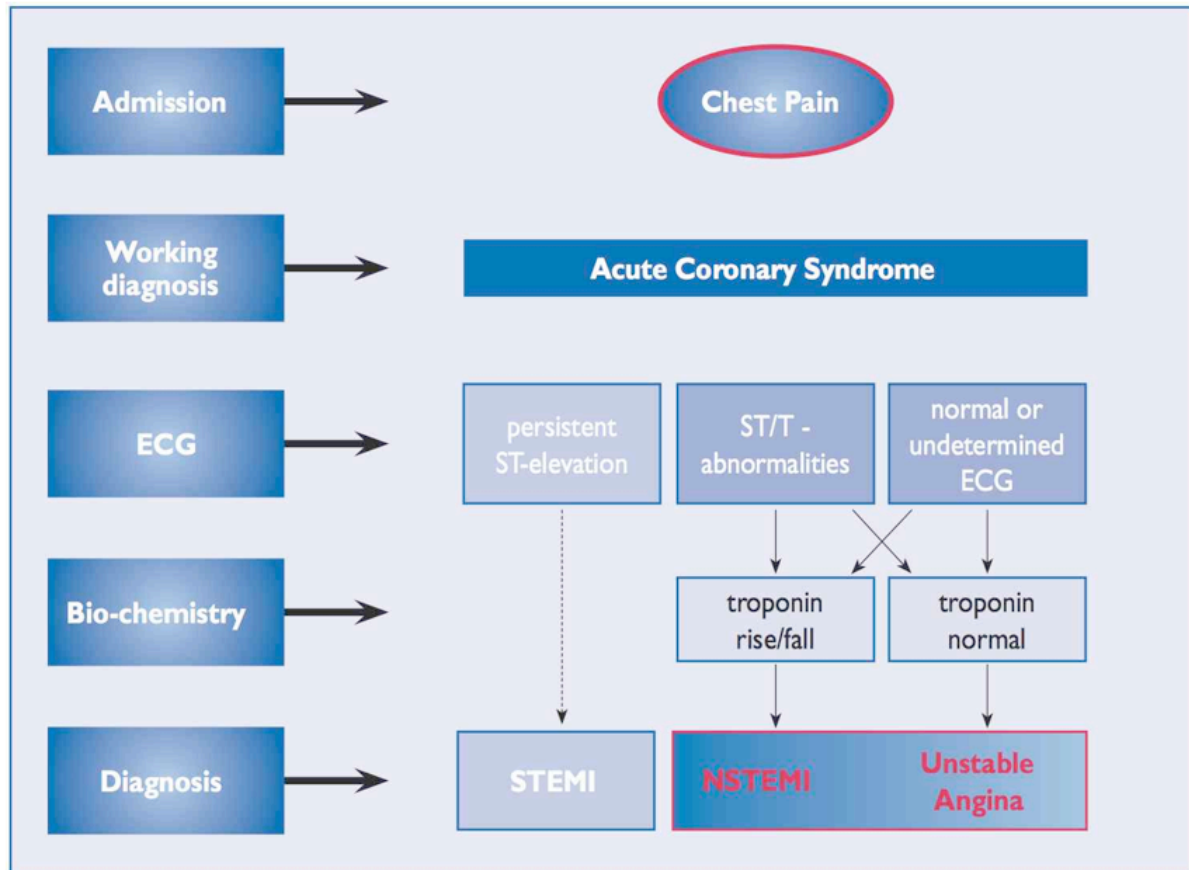 Admission
Chest Pain
Working
diagnosis
Acute Coronary Syndrome
ECG
persistent
ST-elevation
ST/T -
abnormalities
normal or
undetermined
ECG
Bio-chemistry
troponin
rise/fall
troponin
normal
Diagnosis
STEMI
NSTEMI
Unstable
Angina